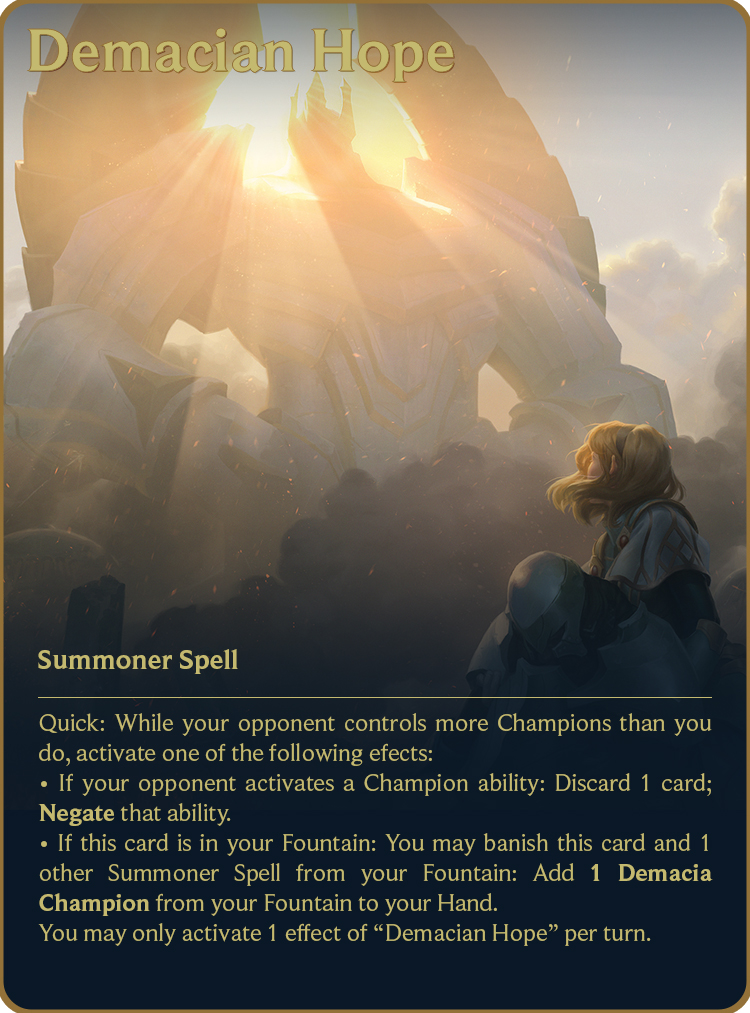 Demacian Hope
Summoner Spell
Quick: While your opponent controls more Champions than you
do, activate one of the following efects:
• If your opponent activates a Champion ability: Discard 1 card;
Negate that ability.
• If this card is in your Fountain: You may banish this card and 1
other Summoner Spell from your Fountain: Add 1 Demacia
Champion from your Fountain to your Hand.
You may only activate 1 effect of “Demacian Hope” per turn.